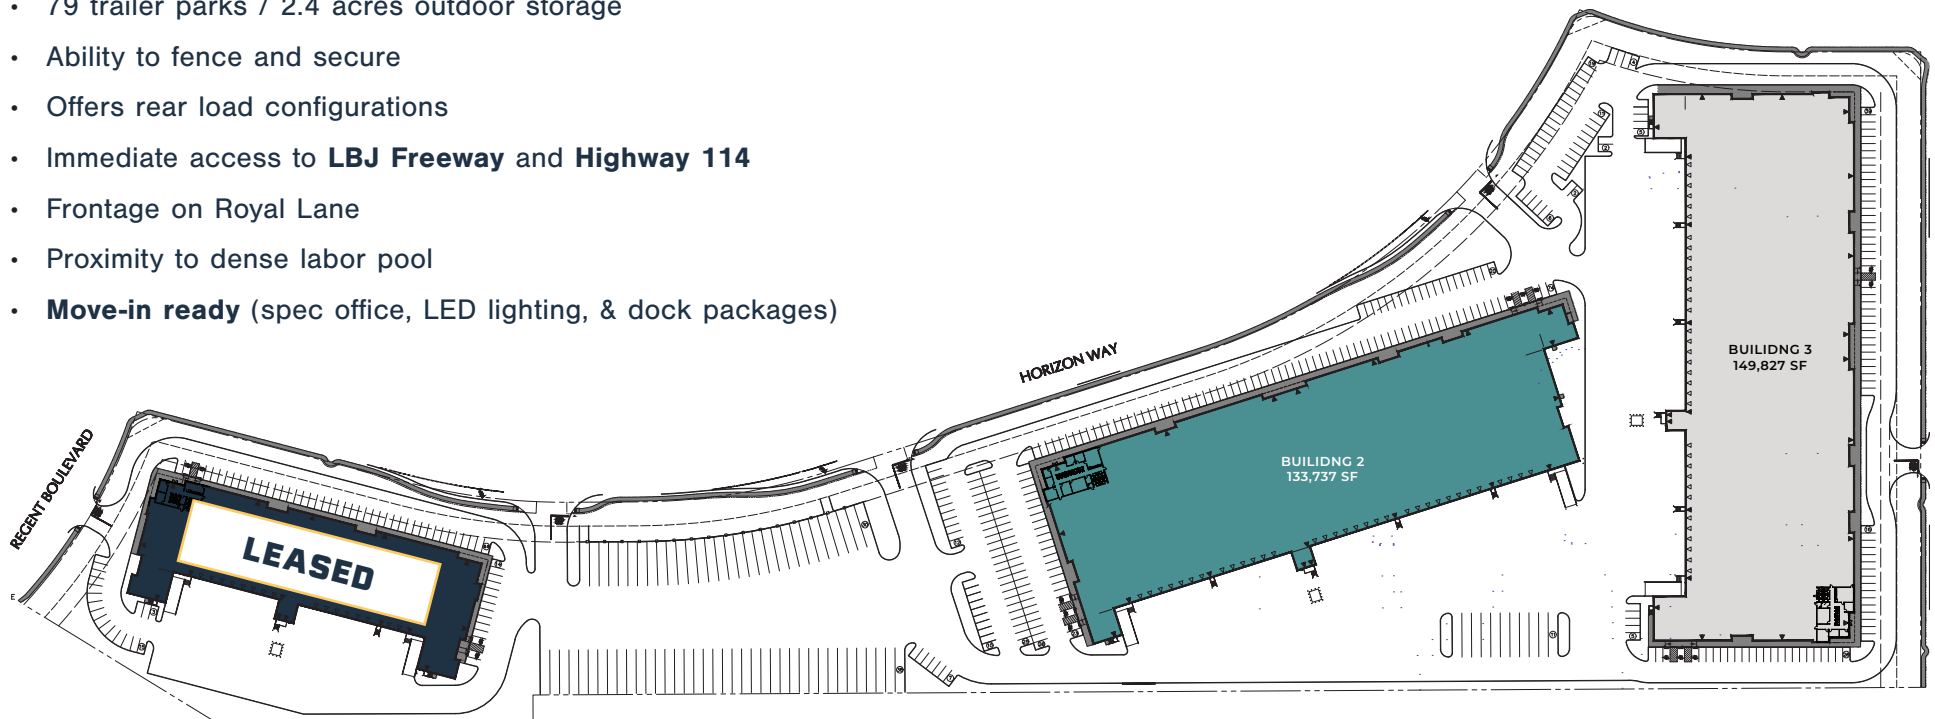 • 79 trailer parks / 2.4 acres outdoor storage
• Ability to fence and secure
• Offers rear load configurations
• Immediate access to LBJ Freeway and Highway 114
• Frontage on Royal Lane
• Proximity to dense labor pool
• Move-in ready (spec office, LED lighting, & dock packages)
HORIZON WAY
BUILIDNG 3
149,827 SF
REGENT BOULEVARD
BUILIDNG 2
133,737 SF
LEASED
E